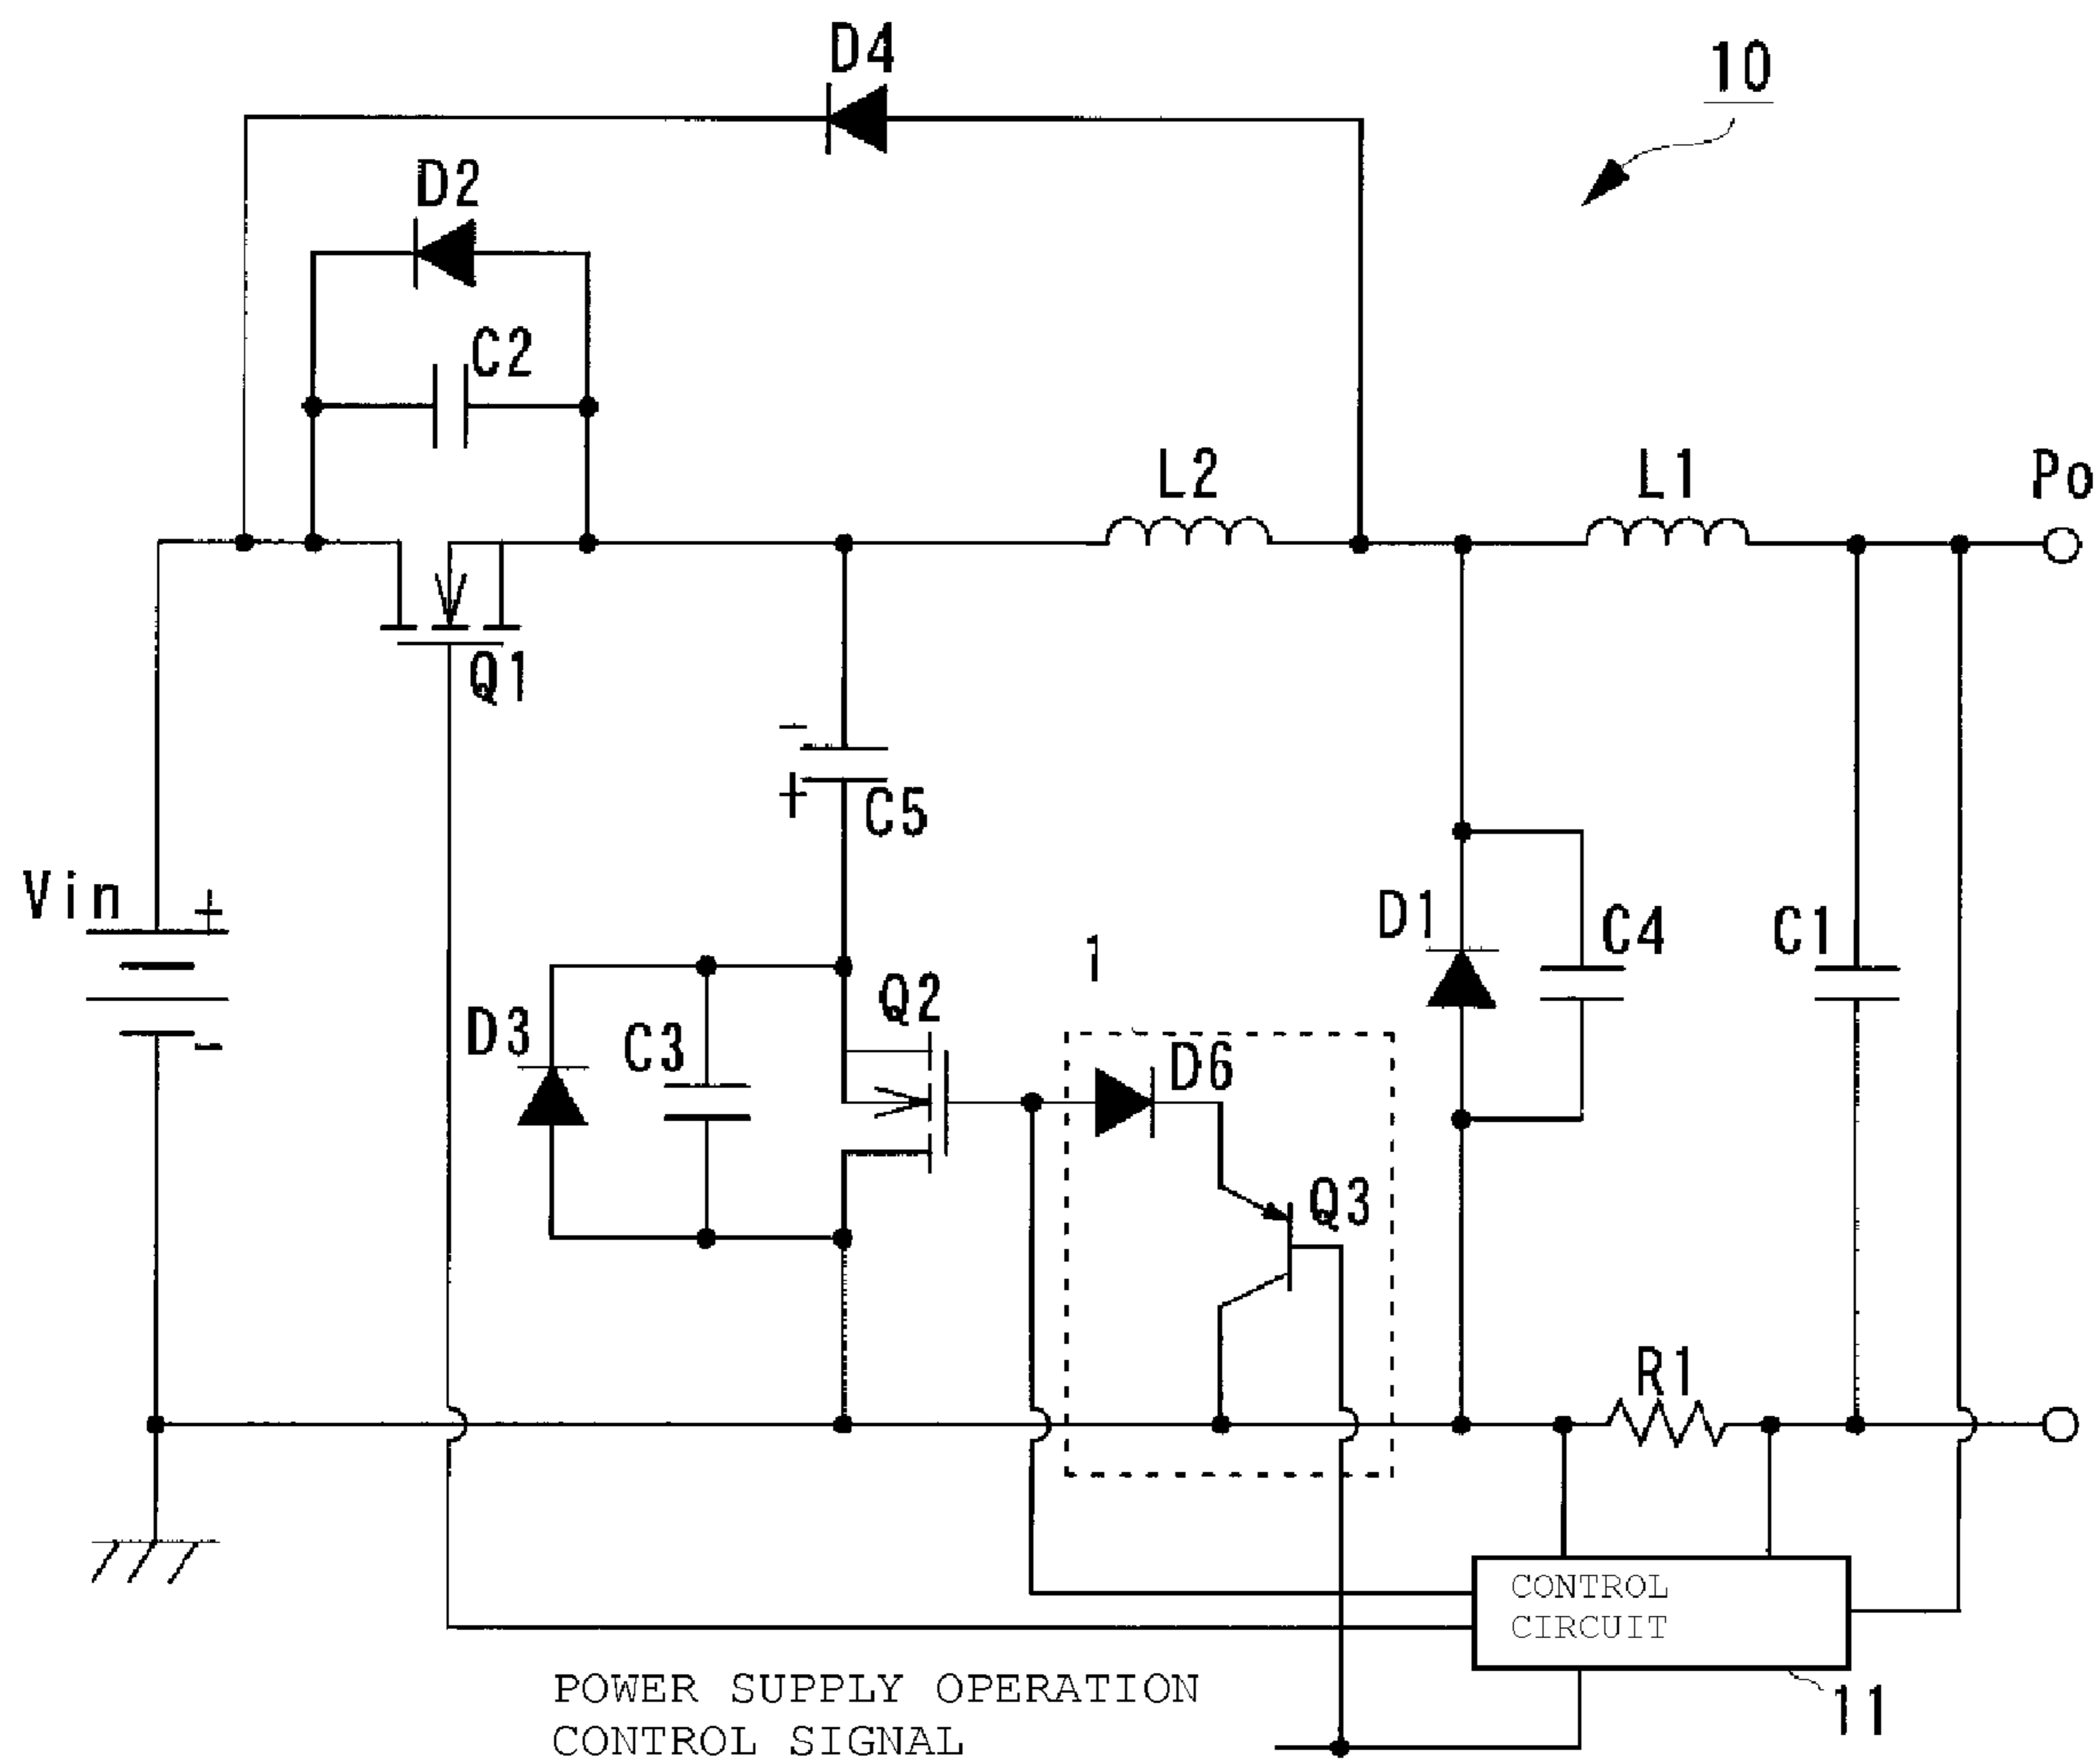 D4
10
D2
C2
L2
L1
Po
Q1
-
+
C5
Vin
+
-
D1
C4
C1
1
Q2
D3
C3
D6
Q3
R1
CONTROL
CIRCUIT
POWER SUPPLY OPERATION
CONTROL SIGNAL
11